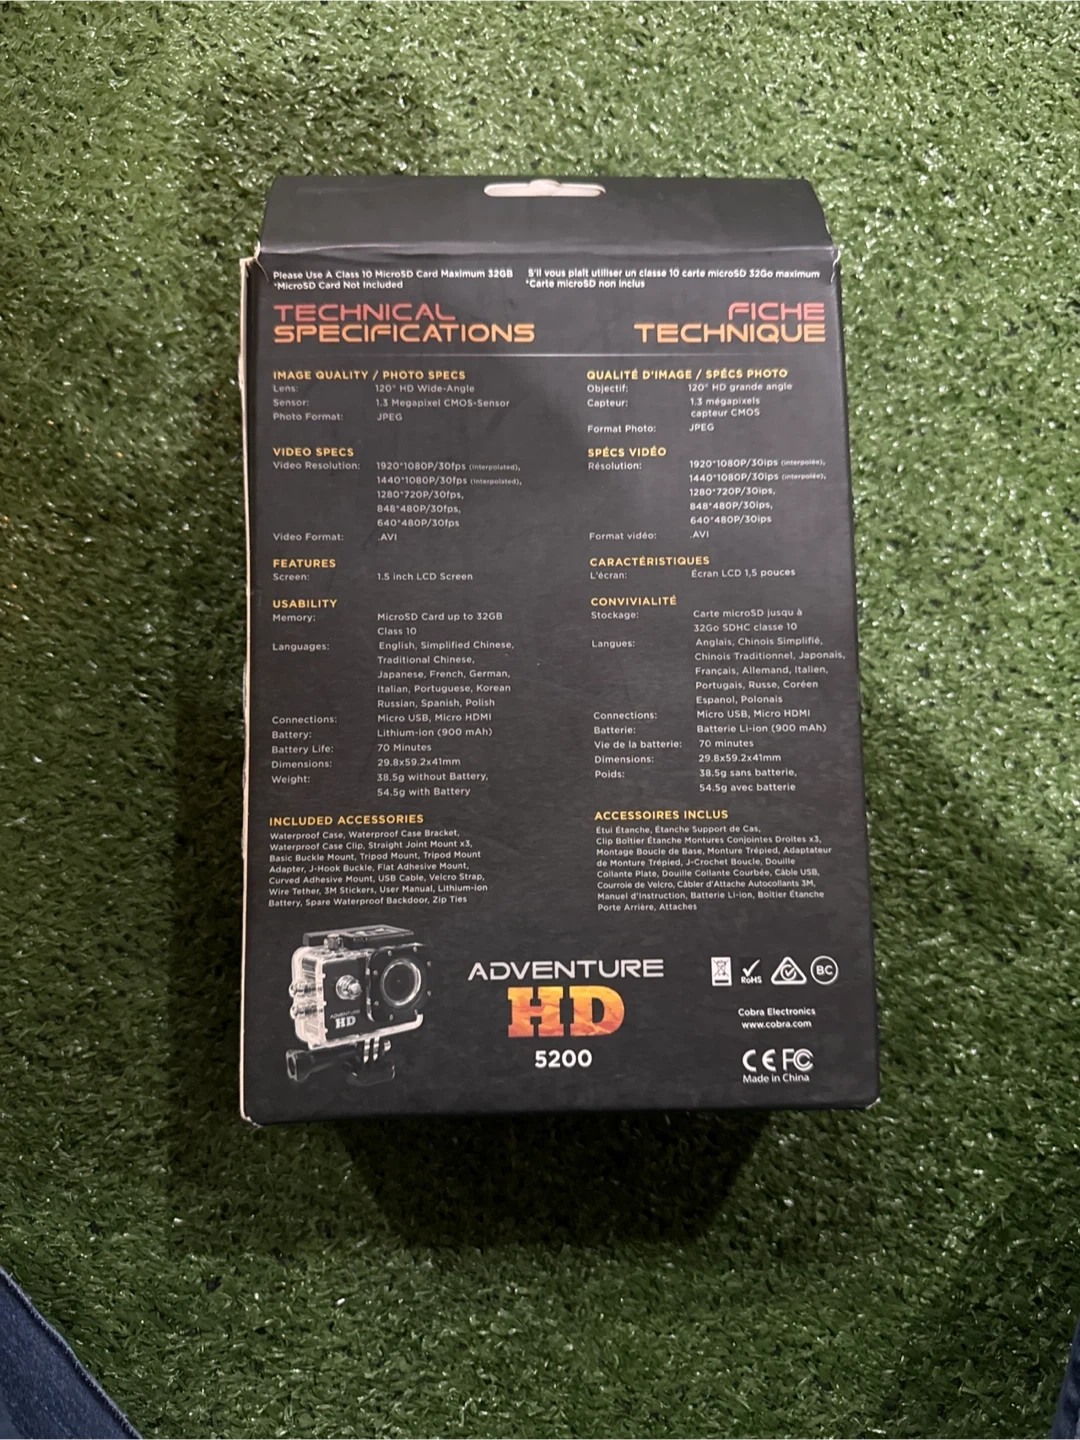 Please Use A Class 10 MicroSD Card Maximum 32GB
*MicroSD Card Not Included
S'il vous plaît utiliser un classe 10 carte microSD 32Go maximum
*Carte microSD non inclus
TECHNICAL
SPECIFICATIONS
FICHE
TECHNIQUE
IMAGE QUALITY / PHOTO SPECS
Lens: 120° HD Wide-Angle
Sensor: 1.3 Megapixel CMOS-Sensor
Photo Format: JPEG
VIDEO SPECS
Video Resolution: 1920*1080P/30fps (Interpolated),
1440*1080P/30fps (Interpolated),
1280*720P/30fps,
848*480P/30fps,
640*480P/30fps
Video Format: .AVI
FEATURES
Screen: 1.5 inch LCD Screen
USABILITY
Memory: MicroSD Card up to 32GB
Class 10
Languages: English, Simplified Chinese,
Traditional Chinese,
Japanese, French, German,
Italian, Portuguese, Korean
Russian, Spanish, Polish
Connections: Micro USB, Micro HDMI
Battery: Lithium-ion (900 mAh)
Battery Life: 70 Minutes
Dimensions: 29.8x59.2x41mm
Weight: 38.5g without Battery,
54.5g with Battery
INCLUDED ACCESSORIES
Waterproof Case, Waterproof Case Bracket,
Waterproof Case Clip, Straight Joint Mount x3,
Basic Buckle Mount, Tripod Mount, Tripod Mount
Adapter, J-Hook Buckle, Flat Adhesive Mount,
Curved Adhesive Mount, USB Cable, Velcro Strap,
Wire Tether, 3M Stickers, User Manual, Lithium-ion
Battery, Spare Waterproof Backdoor, Zip Ties
QUALITÉ D'IMAGE / SPÉCS PHOTO
Objectif: 120° HD grande angle
Capteur: 1.3 mégapixels
capteur CMOS
Format Photo: JPEG
SPÉCS VIDÉO
Résolution: 1920*1080P/30ips (interpolée),
1440*1080P/30ips (interpolée),
1280*720P/30ips,
848*480P/30ips,
640*480P/30ips
Format vidéo: .AVI
CARACTÉRISTIQUES
L'écran: Écran LCD 1,5 pouces
CONVIVIALITÉ
Stockage: Carte microSD jusqu à
32Go SDHC classe 10
Langues: Anglais, Chinois Simplifié,
Chinois Traditionnel, Japonais,
Français, Allemand, Italien,
Portugais, Russe, Coréen
Espanol, Polonais
Connections: Micro USB, Micro HDMI
Batterie: Batterie Li-ion (900 mAh)
Vie de la batterie: 70 minutes
Dimensions: 29.8x59.2x41mm
Poids: 38.5g sans batterie,
54.5g avec batterie
ACCESSOIRES INCLUS
Étui Étanche, Étanche Support de Cas,
Clip Boîtier Étanche Montures Conjointes Droites x3,
Montage Boucle de Base, Monture Trépied, Adaptateur
de Monture Trépied, J-Crochet Boucle, Douille
Collante Plate, Douille Collante Courbée, Câble USB,
Courroie de Velcro, Câbler d'Attache Autocollants 3M,
Manuel d'Instruction, Batterie Li-ion, Boîtier Étanche
Porte Arrière, Attaches
ADVENTURE
HD
ADVENTURE
HD
5200
RoHS
BC
Cobra Electronics
www.cobra.com
CE FC
Made in China